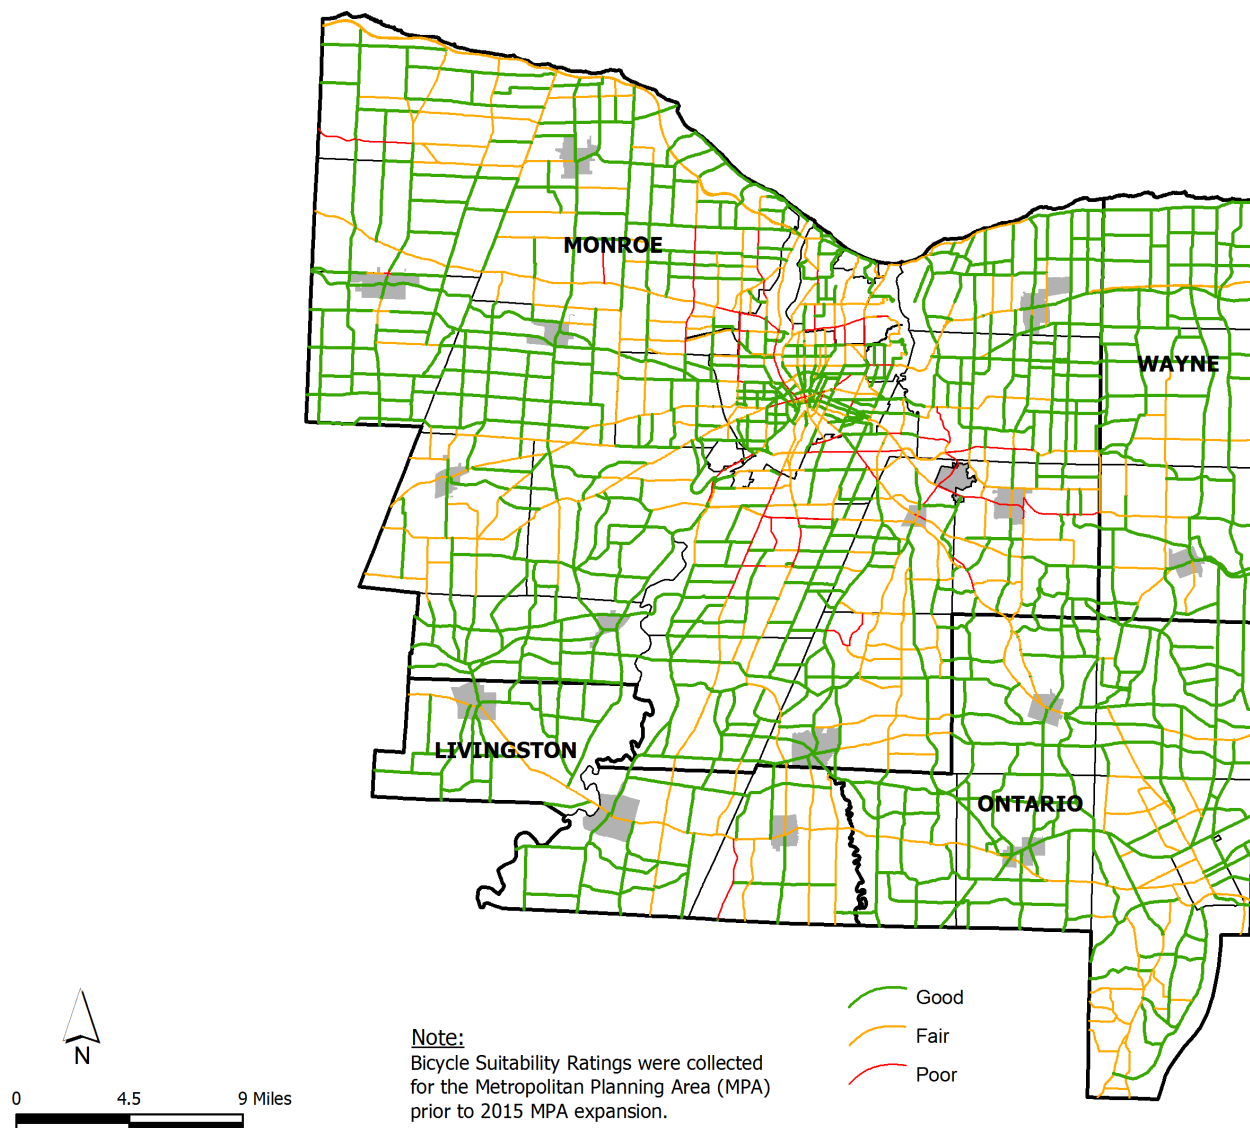 MONROE
WAYNE
LIVINGSTON
ONTARIO
Good
Fair
Poor
N
Note:
Bicycle Suitability Ratings were collected
for the Metropolitan Planning Area (MPA)
prior to 2015 MPA expansion.
0 4.5 9 Miles